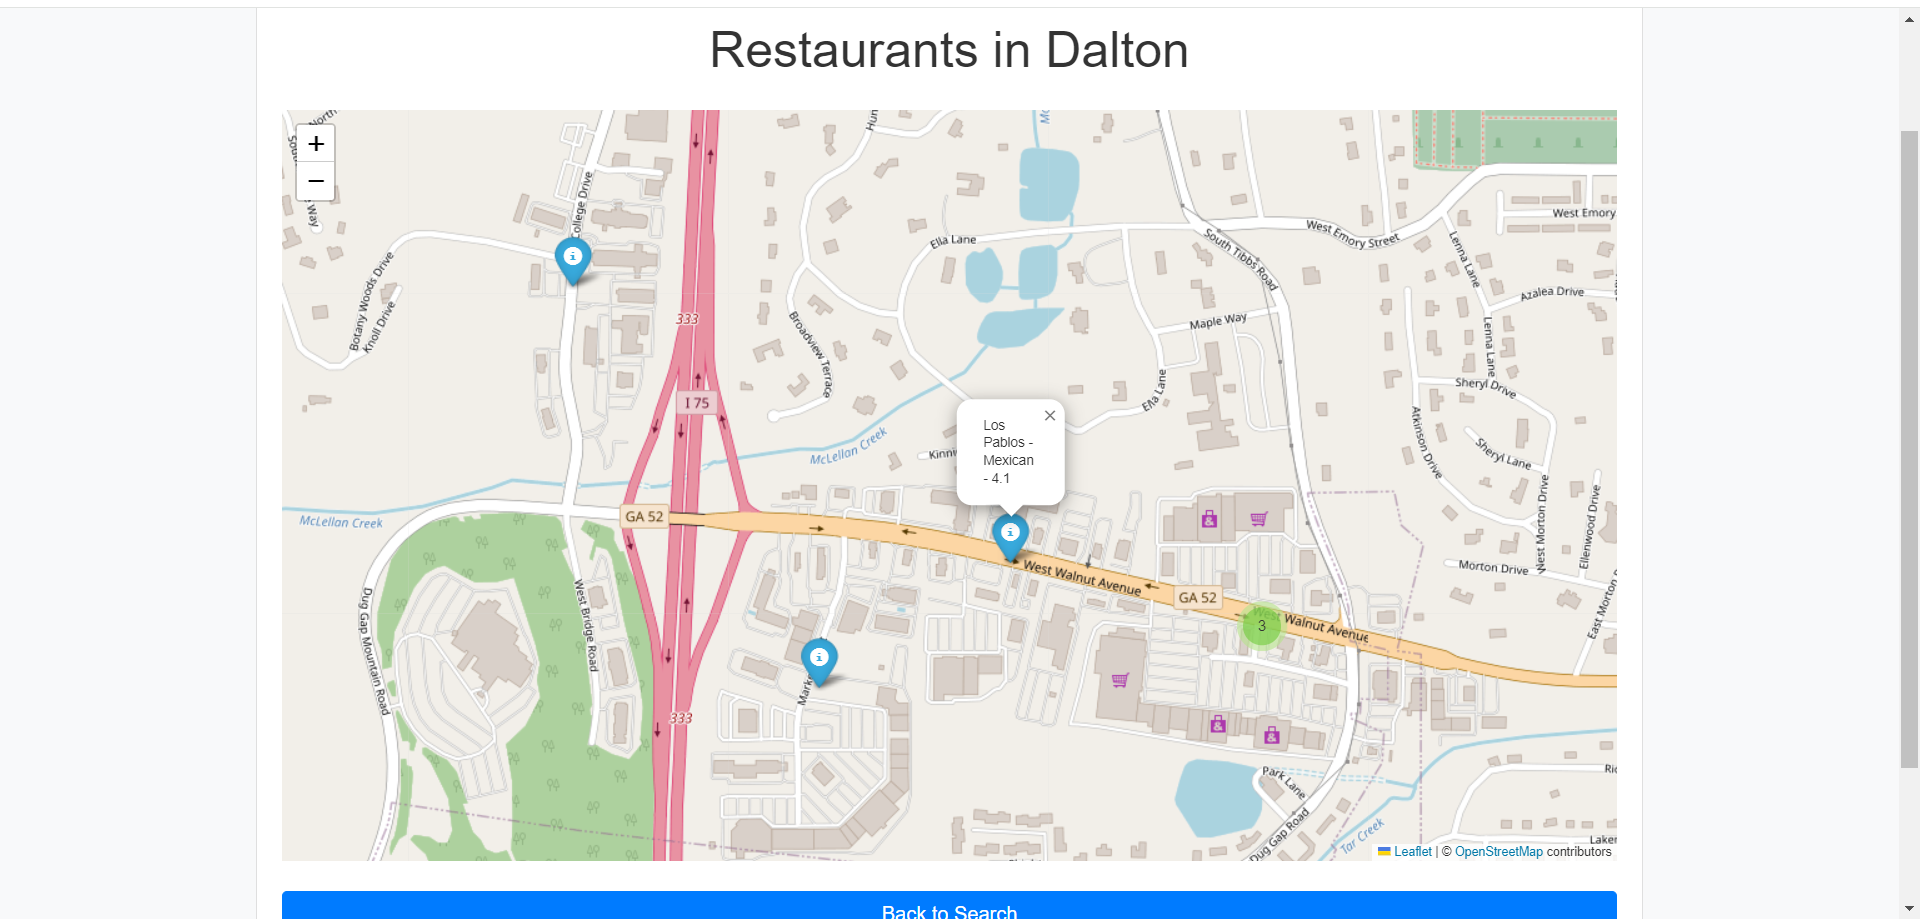 Restaurants in Dalton
+
−
North
Way
College Drive
Botany Woods Drive
Knoll Drive
333
I 75
Ella Lane
Broadview Terrace
McLellan Creek
South Tibbs Road
West Emory Street
West Emory
Lenna Lane
Azalea Drive
Lenna Lane
Maple Way
Ella Lane
Sheryl Drive
Sheryl Lane
Atkinson Drive
West Morton Drive
Ellenwood Drive
Morton Drive
East Morton
×
Los
Pablos -
Mexican
- 4.1
McLellan Creek
GA 52
West Walnut Avenue
GA 52
West Walnut Avenue
3
Dug Gap Mountain Road
West Bridge Road
333
Park Lane
Dug Gap Road
Tar Creek
Leaflet | © OpenStreetMap contributors
Back to Search